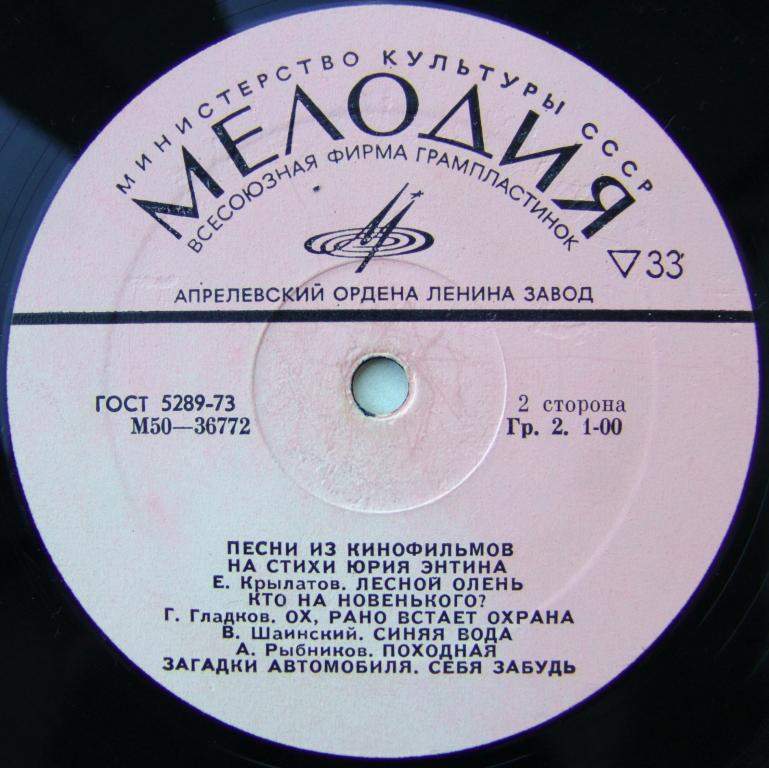 МИНИСТЕРСТВО КУЛЬТУРЫ СССР
МЕЛОДИЯ
ВСЕСОЮЗНАЯ ФИРМА ГРАМПЛАСТИНОК
33
АПРЕЛЕВСКИЙ ОРДЕНА ЛЕНИНА ЗАВОД
ГОСТ 5289-73
М50—36772
2 сторона
Гр. 2. 1-00
ПЕСНИ ИЗ КИНОФИЛЬМОВ
НА СТИХИ ЮРИЯ ЭНТИНА
Е. Крылатов. ЛЕСНОЙ ОЛЕНЬ
КТО НА НОВЕНЬКОГО?
Г. Гладков. ОХ, РАНО ВСТАЕТ ОХРАНА
В. Шаинский. СИНЯЯ ВОДА
А. Рыбников. ПОХОДНАЯ
ЗАГАДКИ АВТОМОБИЛЯ. СЕБЯ ЗАБУДЬ